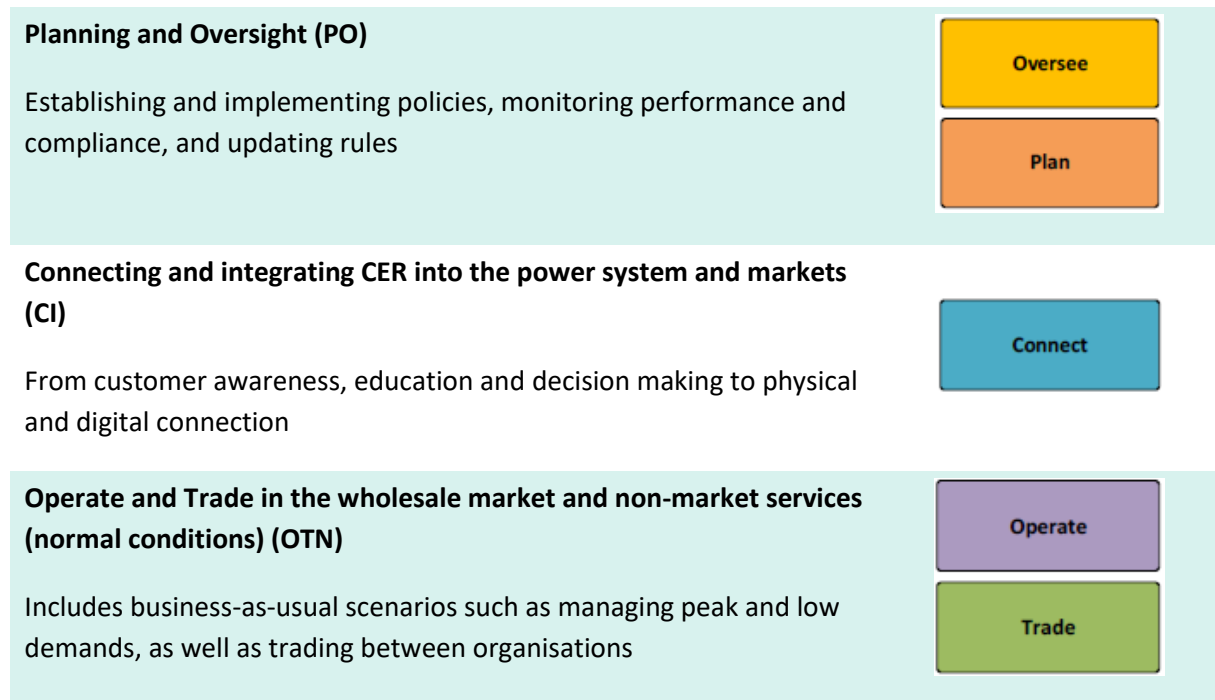 Planning and Oversight (PO)
Establishing and implementing policies, monitoring performance and
compliance, and updating rules
Oversee
Plan
Connecting and integrating CER into the power system and markets
(CI)
From customer awareness, education and decision making to physical
and digital connection
Connect
Operate and Trade in the wholesale market and non-market services
(normal conditions) (OTN)
Includes business-as-usual scenarios such as managing peak and low
demands, as well as trading between organisations
Operate
Trade